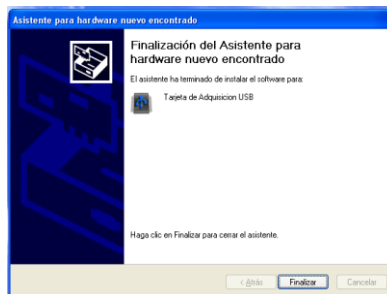 Asistente para hardware nuevo encontrado
Finalización del Asistente para
hardware nuevo encontrado
El asistente ha terminado de instalar el software para:
Tarjeta de Adquisicion USB
Haga clic en Finalizar para cerrar el asistente.
< Atrás
Finalizar
Cancelar